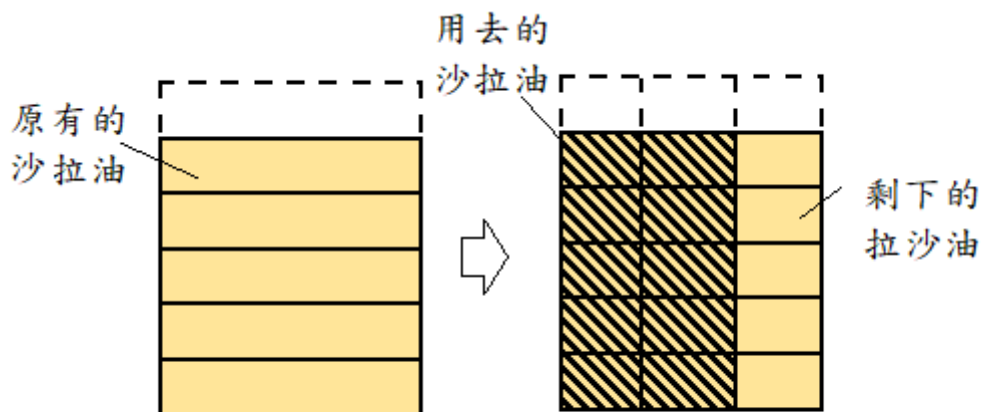 原有的
沙拉油
用去的
沙拉油
剩下的
拉沙油